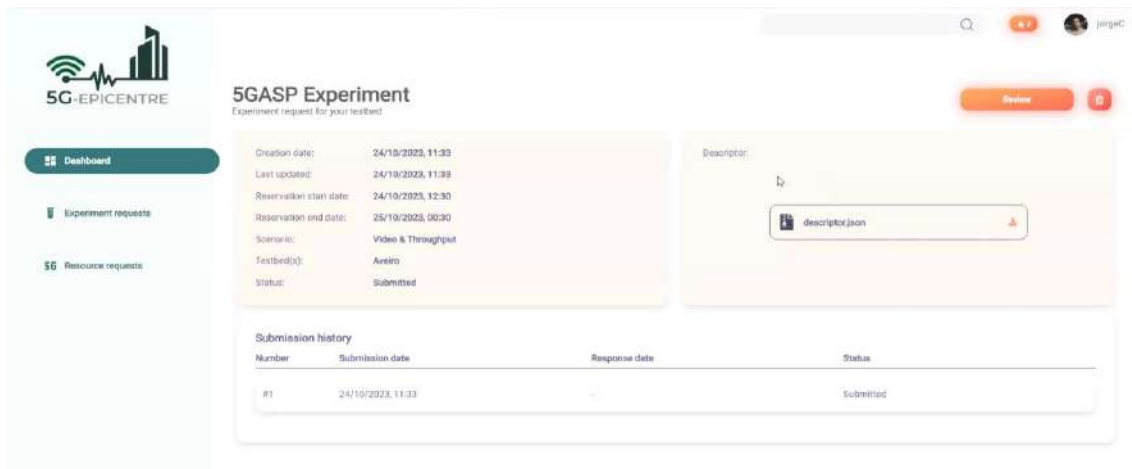 5G-EPICENTRE
jorgeC
5GASP Experiment
Experiment request for your testbed
Review
Dashboard
Experiment requests
5G Resource requests
Creation date: 24/10/2023, 11:33
Last updated: 24/10/2023, 11:33
Reservation start date: 24/10/2023, 12:30
Reservation end date: 25/10/2023, 00:30
Scenario: Video & Throughput
Testbed(s): Aveiro
Status: Submitted
Descriptor:
descriptor.json
Submission history
Number Submission date Response date Status
#1 24/10/2023, 11:33 - Submitted